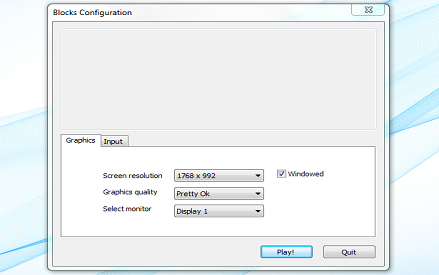 Blocks Configuration
Graphics Input
Screen resolution 1768 x 992 Windowed
Graphics quality Pretty Ok
Select monitor Display 1
Play! Quit